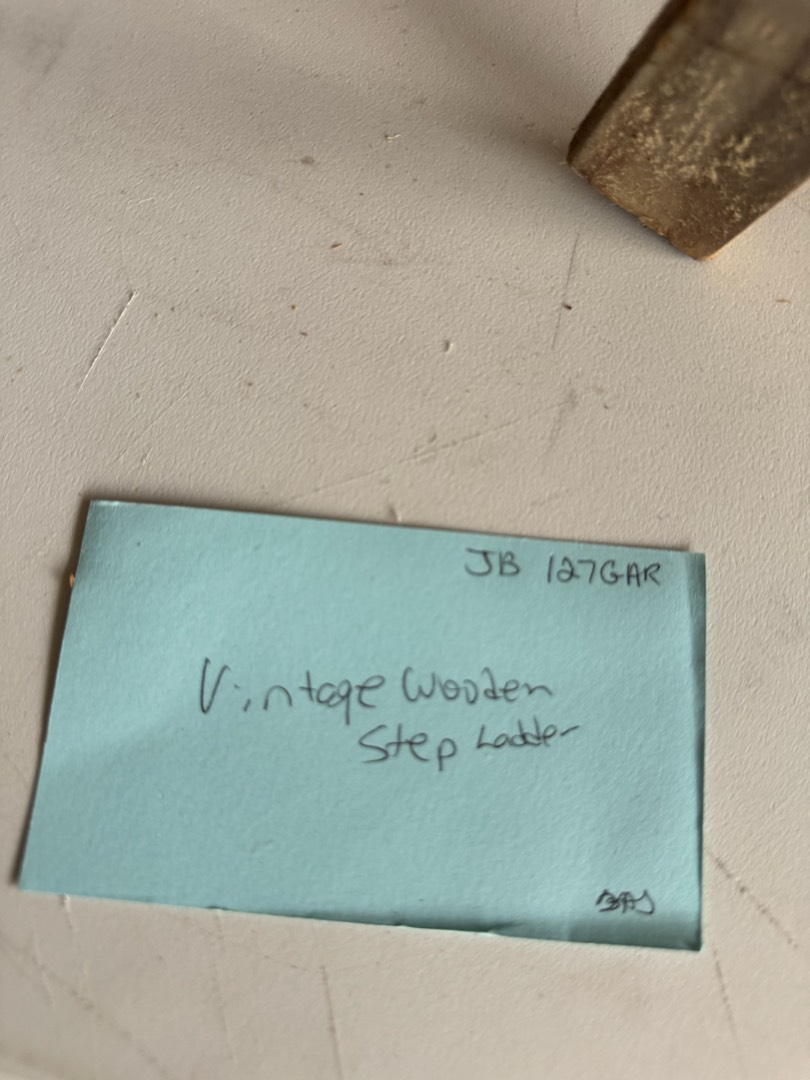 JB 127GAR
Vintage Wooden
Step Ladder